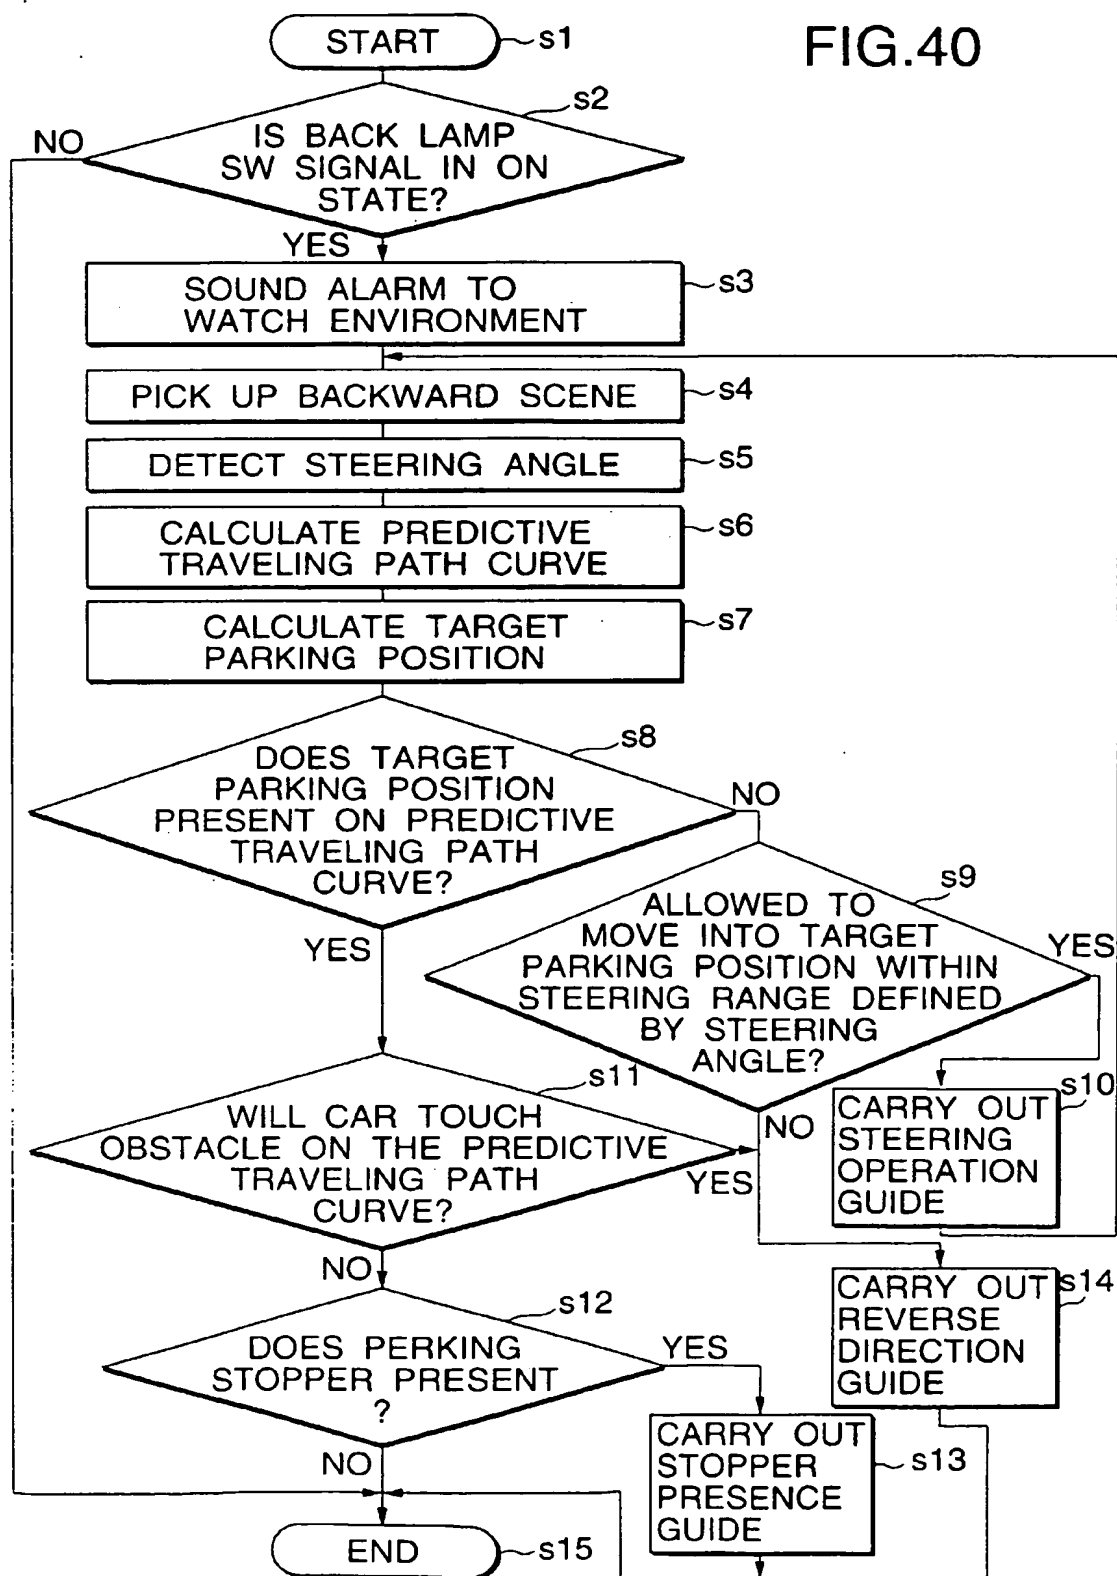 FIG.40
START
s1
s2
NO
IS BACK LAMP
SW SIGNAL IN ON
STATE?
YES
SOUND ALARM TO
WATCH ENVIRONMENT
s3
PICK UP BACKWARD SCENE
s4
DETECT STEERING ANGLE
s5
CALCULATE PREDICTIVE
TRAVELING PATH CURVE
s6
CALCULATE TARGET
PARKING POSITION
s7
s8
DOES TARGET
PARKING POSITION
PRESENT ON PREDICTIVE
TRAVELING PATH
CURVE?
NO
YES
s9
ALLOWED TO
MOVE INTO TARGET
PARKING POSITION WITHIN
STEERING RANGE DEFINED
BY STEERING
ANGLE?
YES
NO
s10
CARRY OUT
STEERING
OPERATION
GUIDE
s11
WILL CAR TOUCH
OBSTACLE ON THE PREDICTIVE
TRAVELING PATH
CURVE?
YES
NO
s14
CARRY OUT
REVERSE
DIRECTION
GUIDE
s12
DOES PERKING
STOPPER PRESENT
?
YES
NO
CARRY OUT
STOPPER
PRESENCE
GUIDE
s13
END
s15